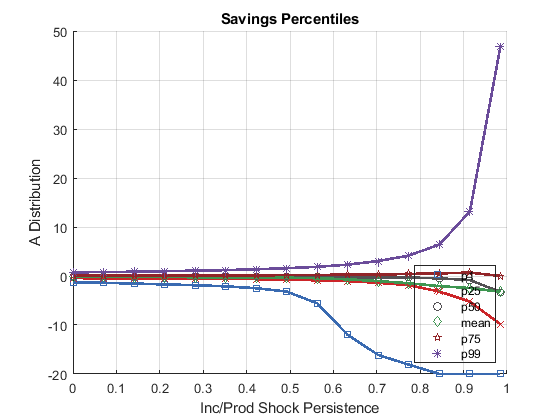 Savings Percentiles
50
40
30
20
10
0
-10
-20
A Distribution
p25
p50
mean
p75
p99
0 0.1 0.2 0.3 0.4 0.5 0.6 0.7 0.8 0.9 1
Inc/Prod Shock Persistence